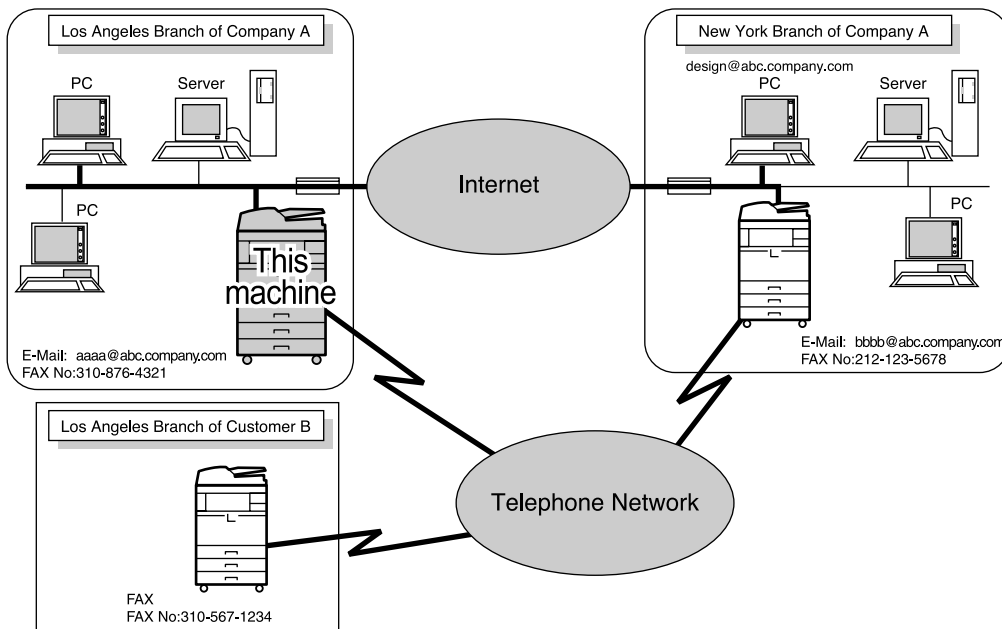 Los Angeles Branch of Company A
PC
Server
PC
This
machine
E-Mail: aaaa@abc.company.com
FAX No:310-876-4321
Internet
New York Branch of Company A
design@abc.company.com
PC
Server
PC
E-Mail: bbbb@abc.company.com
FAX No:212-123-5678
Los Angeles Branch of Customer B
FAX
FAX No:310-567-1234
Telephone Network